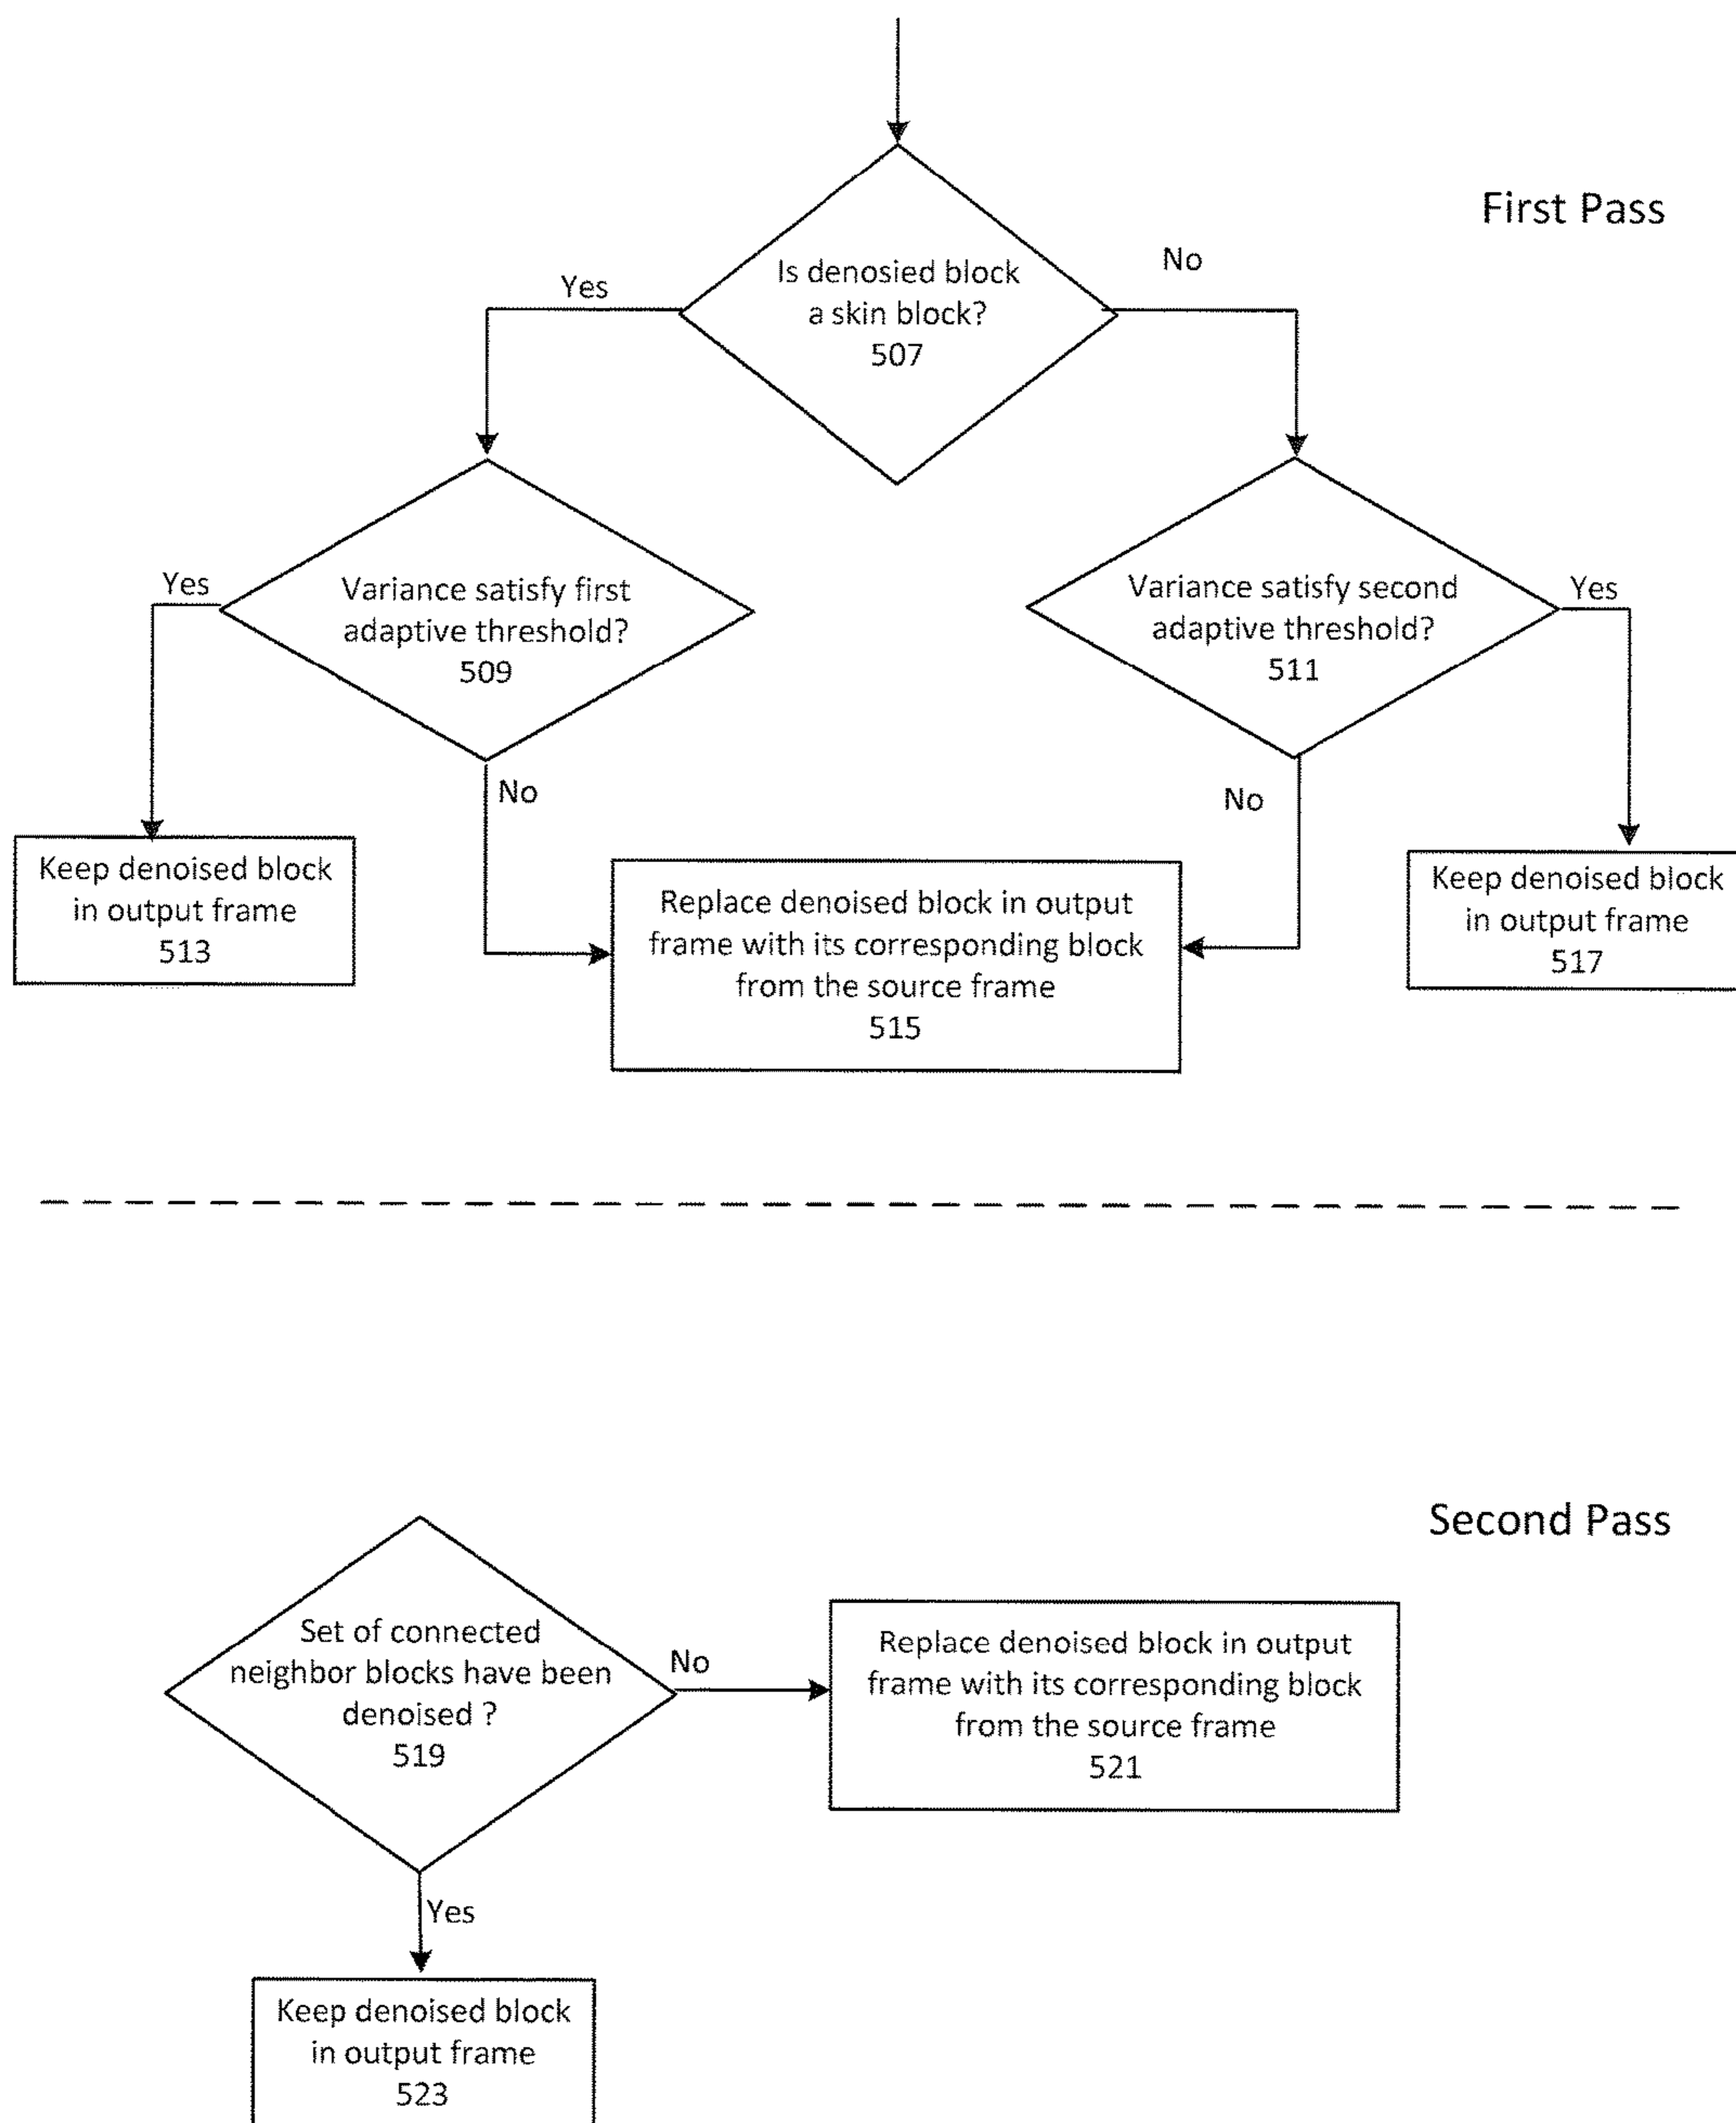 First Pass
Is denosied block
a skin block?
507
Yes
No
Variance satisfy first
adaptive threshold?
509
Variance satisfy second
adaptive threshold?
511
Yes
No
No
Yes
Keep denoised block
in output frame
513
Replace denoised block in output
frame with its corresponding block
from the source frame
515
Keep denoised block
in output frame
517
Second Pass
Set of connected
neighbor blocks have been
denoised ?
519
No
Replace denoised block in output
frame with its corresponding block
from the source frame
521
Yes
Keep denoised block
in output frame
523